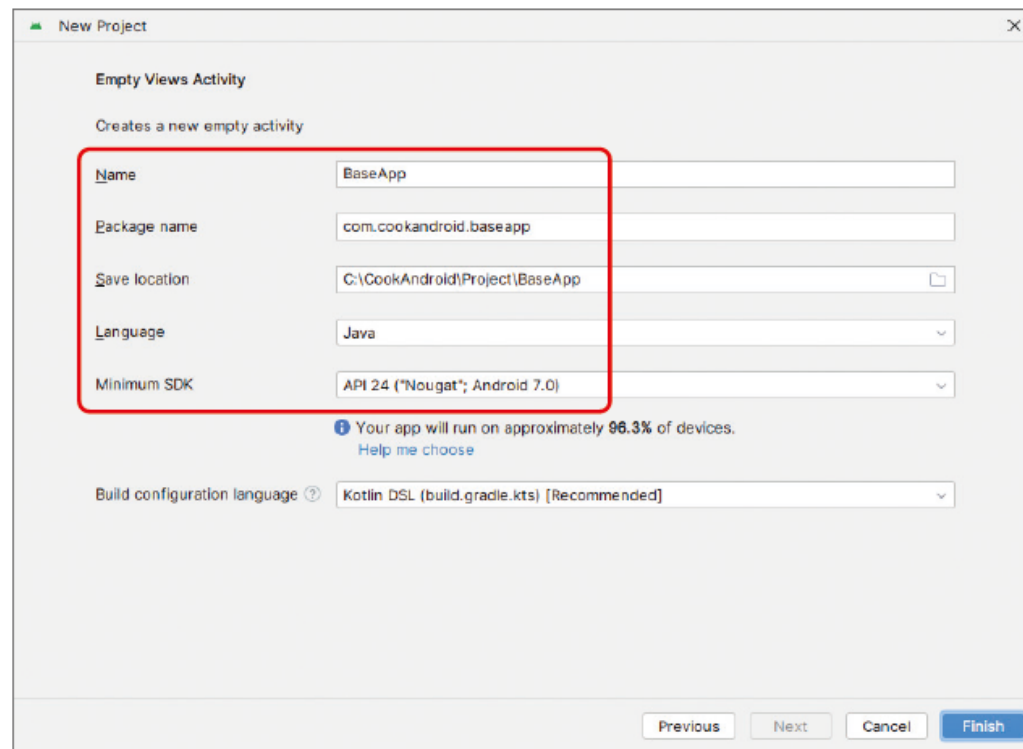 New Project
Empty Views Activity
Creates a new empty activity
Name
BaseApp
Package name
com.cookandroid.baseapp
Save location
C:\CookAndroid\Project\BaseApp
Language
Java
Minimum SDK
API 24 ("Nougat"; Android 7.0)
Your app will run on approximately 96.3% of devices.
Help me choose
Build configuration language ?
Kotlin DSL (build.gradle.kts) [Recommended]
Previous
Next
Cancel
Finish